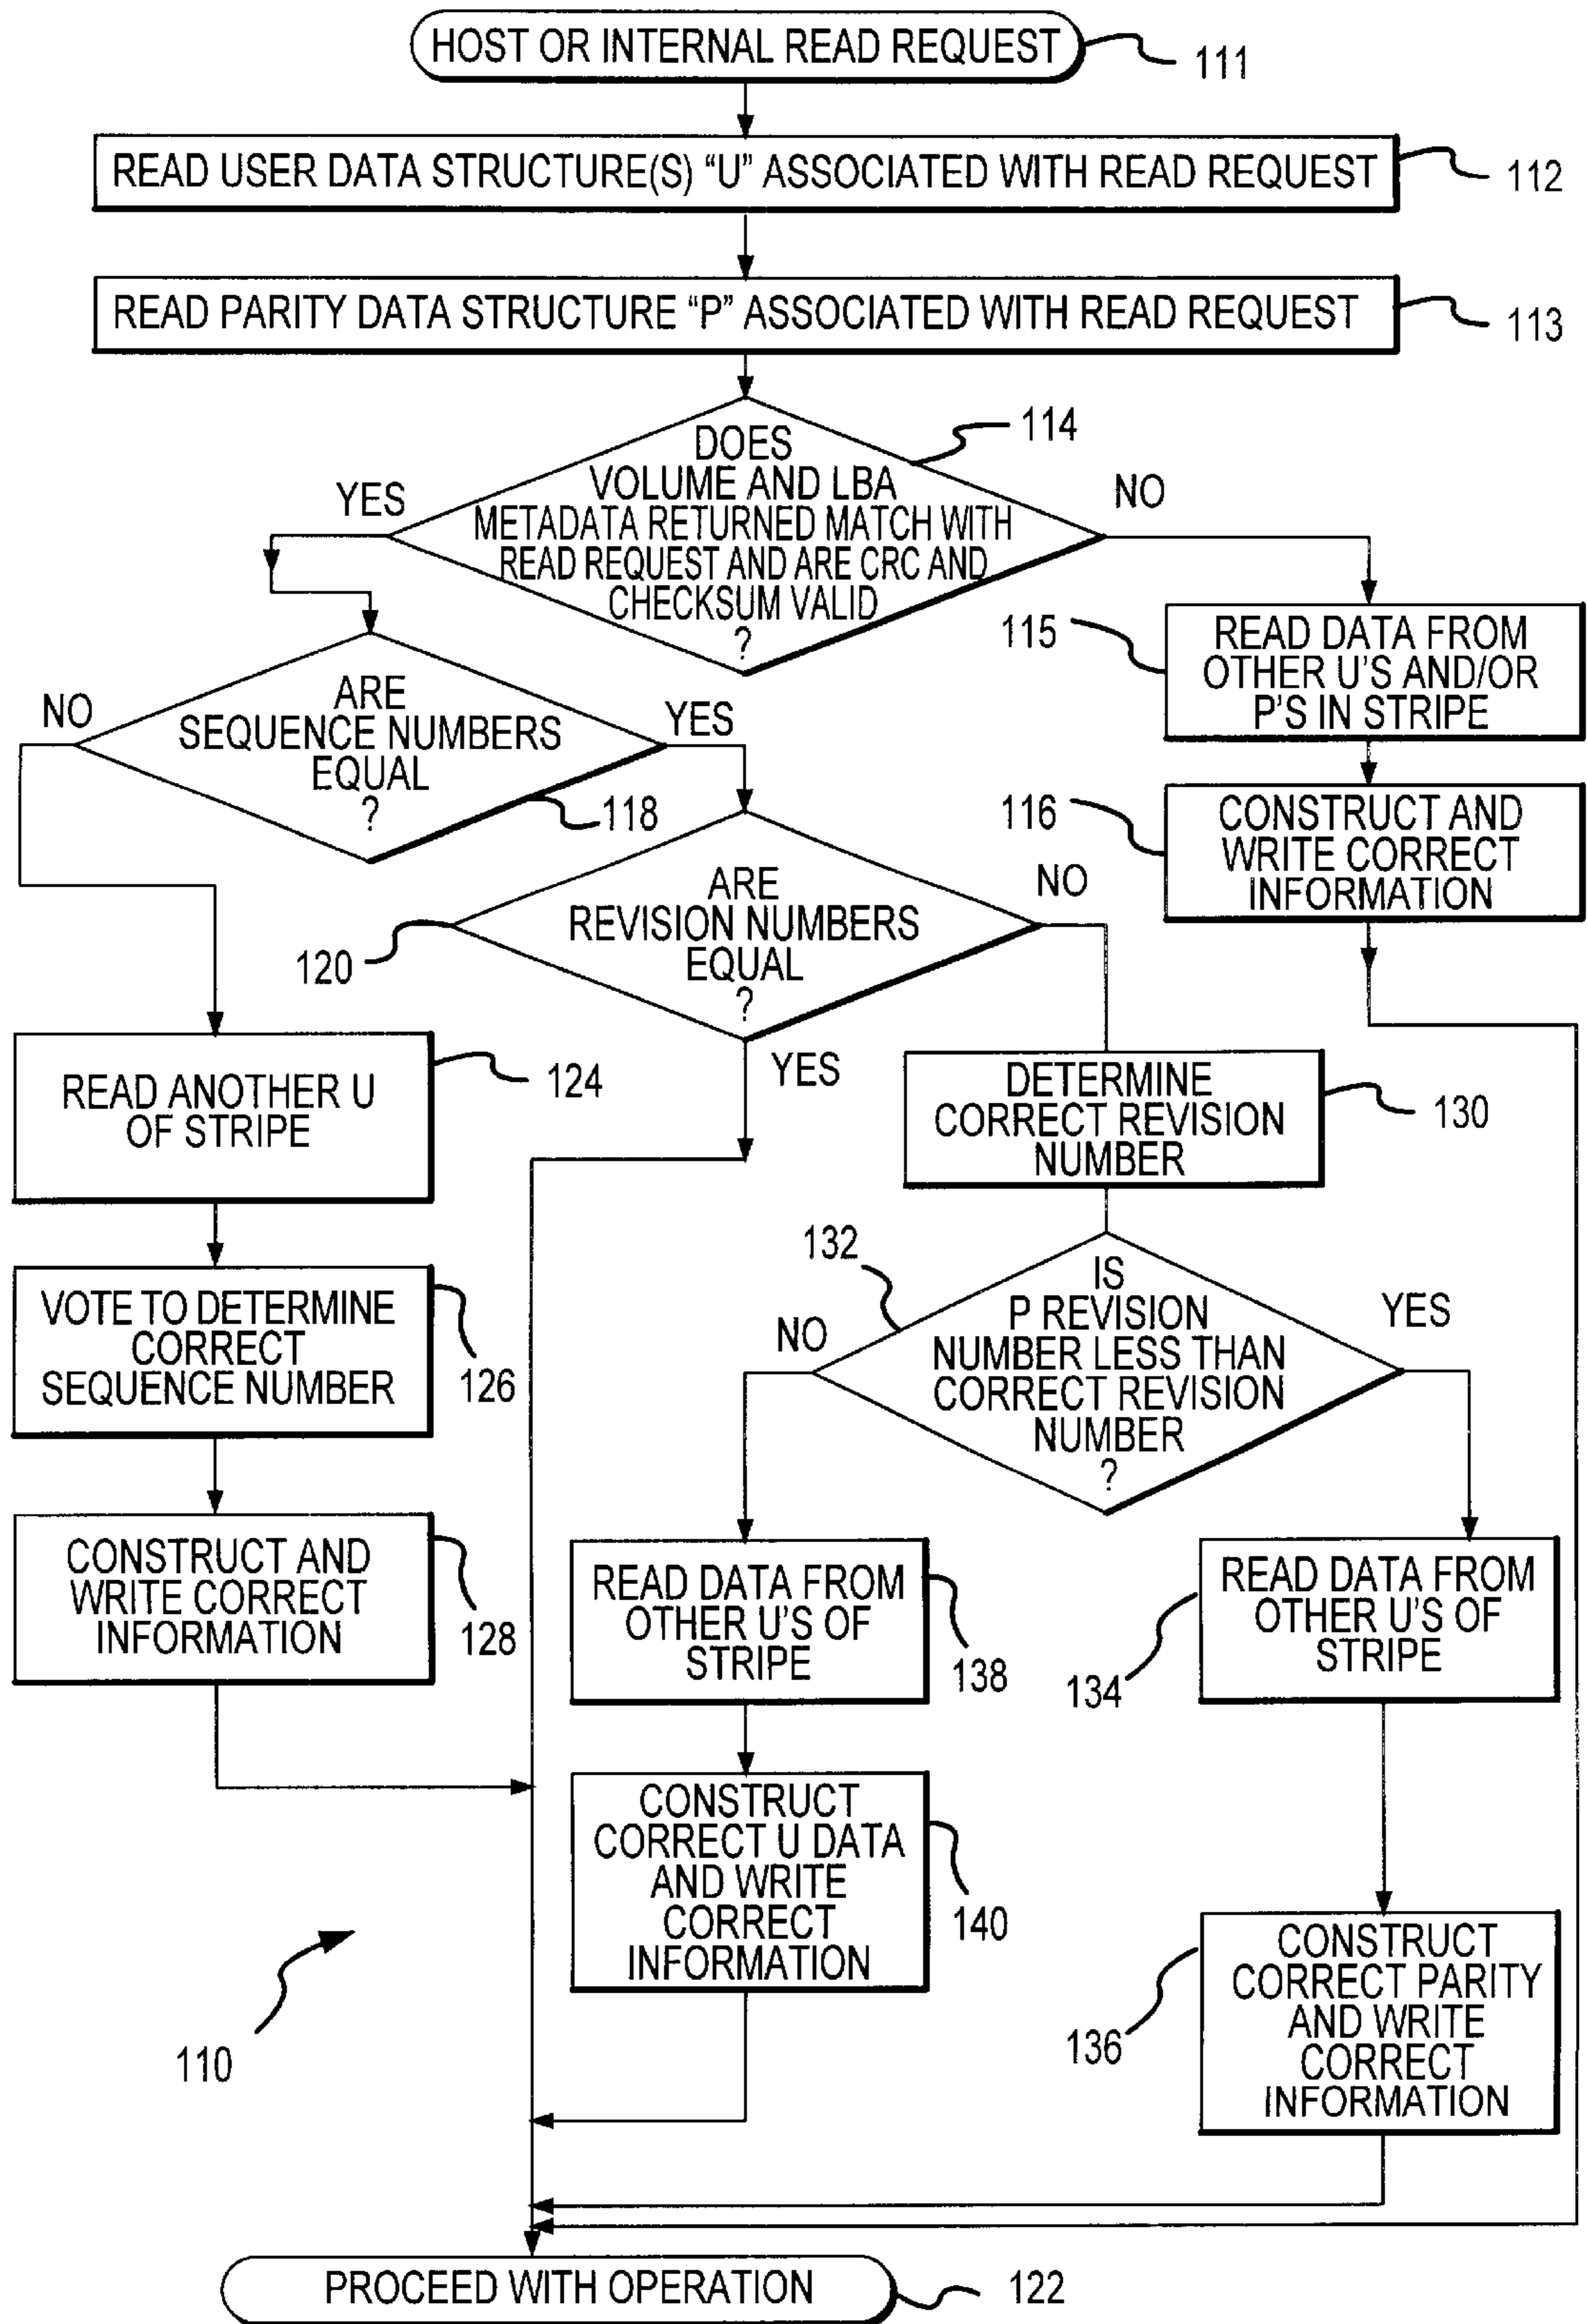 HOST OR INTERNAL READ REQUEST
111
READ USER DATA STRUCTURE(S) “U” ASSOCIATED WITH READ REQUEST
112
READ PARITY DATA STRUCTURE “P” ASSOCIATED WITH READ REQUEST
113
114
DOES
VOLUME AND LBA
METADATA RETURNED MATCH WITH
READ REQUEST AND ARE CRC AND
CHECKSUM VALID
?
YES
NO
115
READ DATA FROM
OTHER U'S AND/OR
P'S IN STRIPE
116
CONSTRUCT AND
WRITE CORRECT
INFORMATION
NO
ARE
SEQUENCE NUMBERS
EQUAL
?
YES
118
120
ARE
REVISION NUMBERS
EQUAL
?
NO
YES
READ ANOTHER U
OF STRIPE
124
DETERMINE
CORRECT REVISION
NUMBER
130
VOTE TO DETERMINE
CORRECT
SEQUENCE NUMBER
126
132
IS
P REVISION
NUMBER LESS THAN
CORRECT REVISION
NUMBER
?
NO
YES
CONSTRUCT AND
WRITE CORRECT
INFORMATION
128
READ DATA FROM
OTHER U'S OF
STRIPE
138
READ DATA FROM
OTHER U'S OF
STRIPE
134
CONSTRUCT
CORRECT U DATA
AND WRITE
CORRECT
INFORMATION
140
CONSTRUCT
CORRECT PARITY
AND WRITE
CORRECT
INFORMATION
136
110
PROCEED WITH OPERATION
122